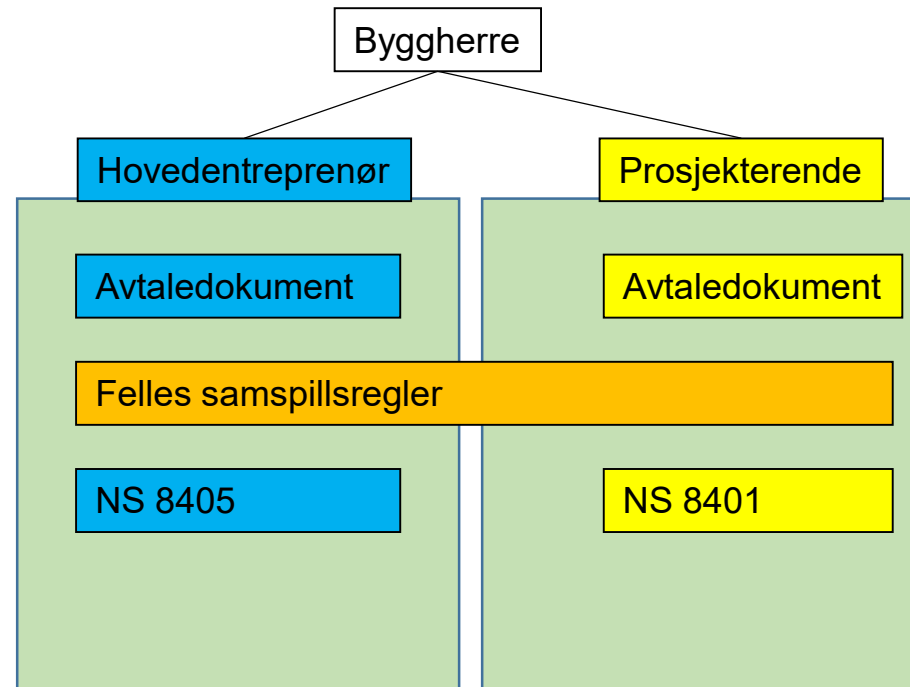 Byggherre
Hovedentreprenør
Prosjekterende
Avtaledokument
Avtaledokument
Felles samspillsregler
NS 8405
NS 8401